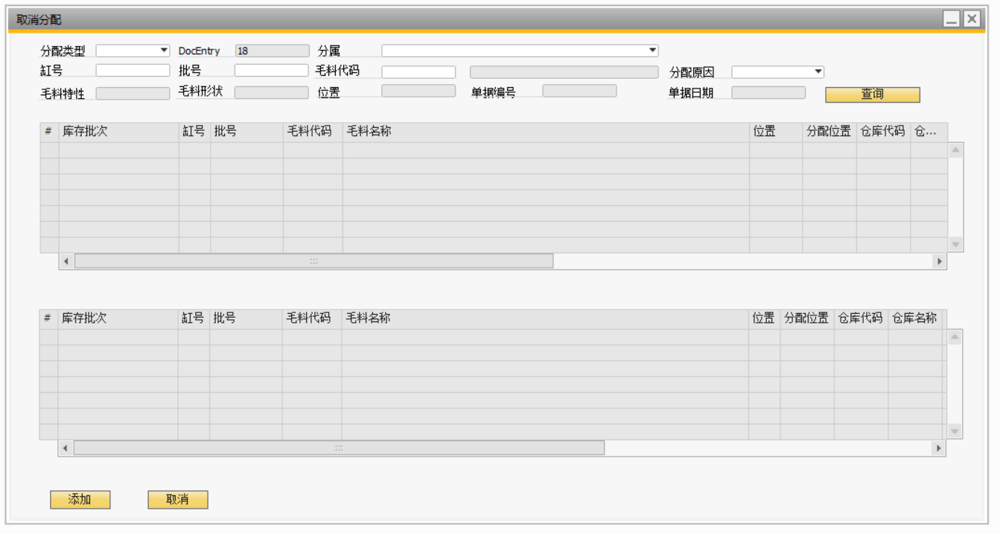 取消分配
分配类型 DocEntry 18 分属
缸号 批号 毛料代码 分配原因
毛料特性 毛料形状 位置 单据编号 单据日期 查询
# 库存批次 缸号 批号 毛料代码 毛料名称 位置 分配位置 仓库代码 仓...
# 库存批次 缸号 批号 毛料代码 毛料名称 位置 分配位置 仓库代码 仓库名称
添加 取消